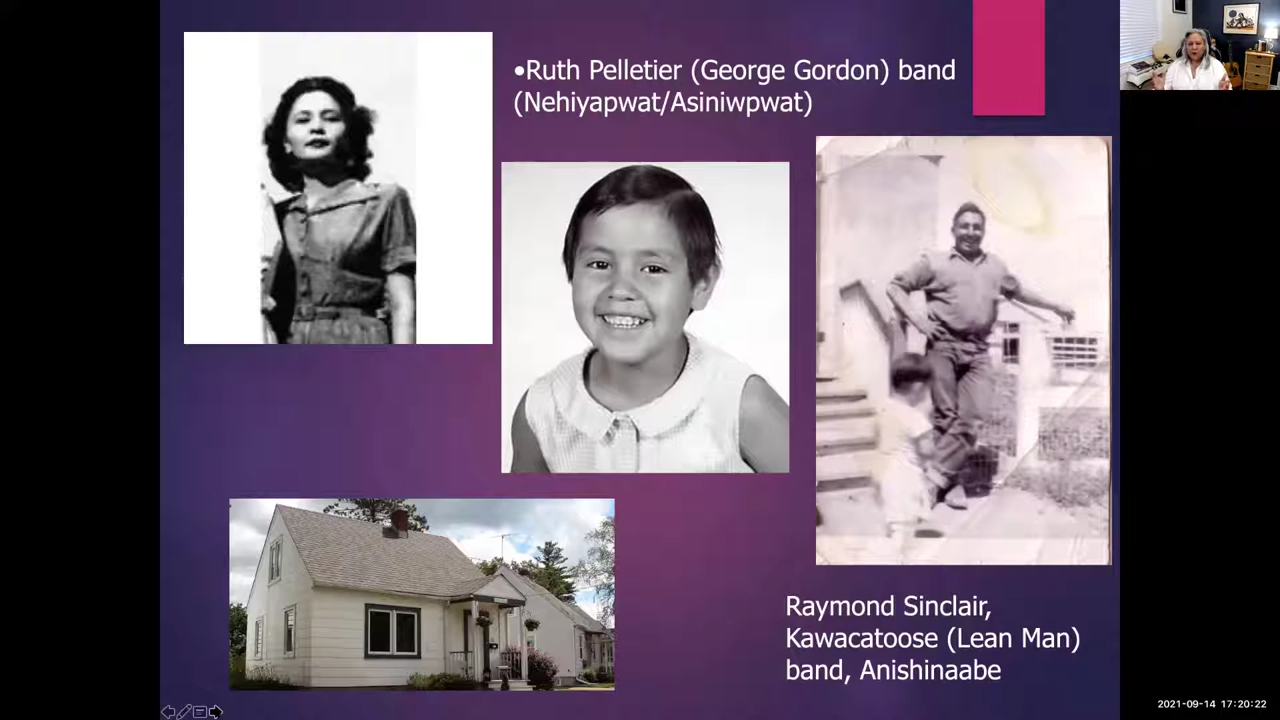 •Ruth Pelletier (George Gordon) band
(Nehiyapwat/Asiniwpwat)
Raymond Sinclair,
Kawacatoose (Lean Man)
band, Anishinaabe
2021-09-14 17:20:22